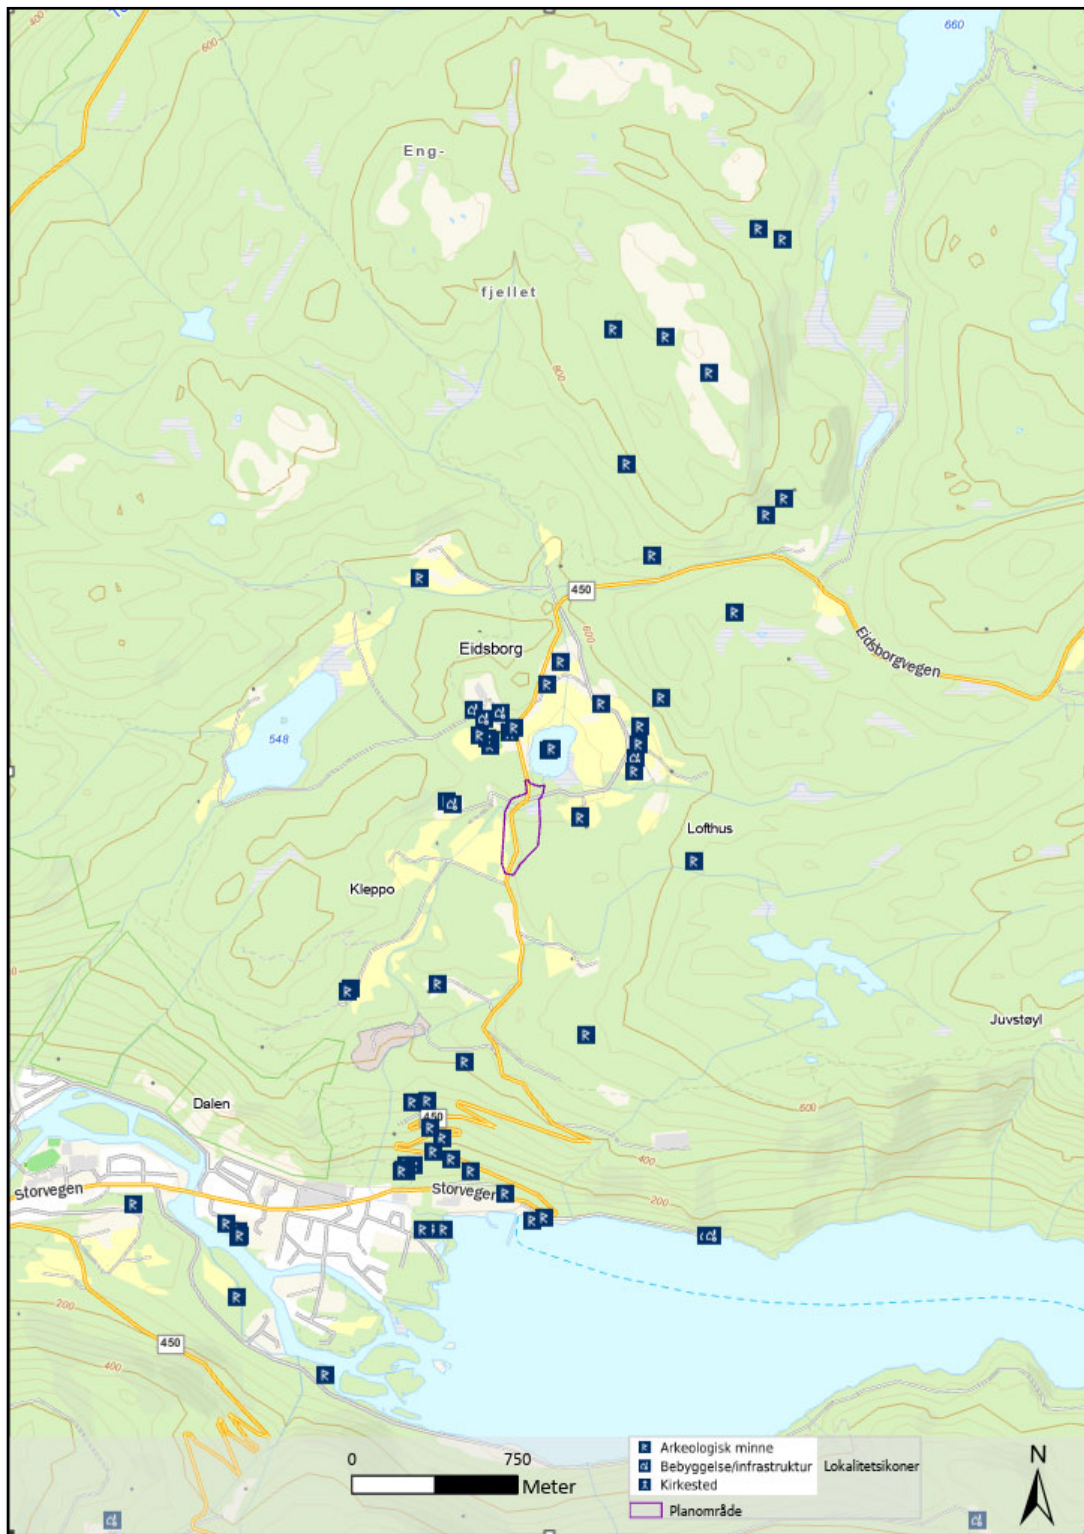 660
600
Eng-
fjellet
800
450
600
Eidsborg
Eidsborgvegen
548
Lofthus
Kleppo
Juvstøyl
Dalen
600
450
400
Storvegen
Storvegen
200
200
450
400
0 750
Meter
Arkeologisk minne
Bebyggelse/infrastruktur Lokalitetsikoner
Kirkested
Planområde
N